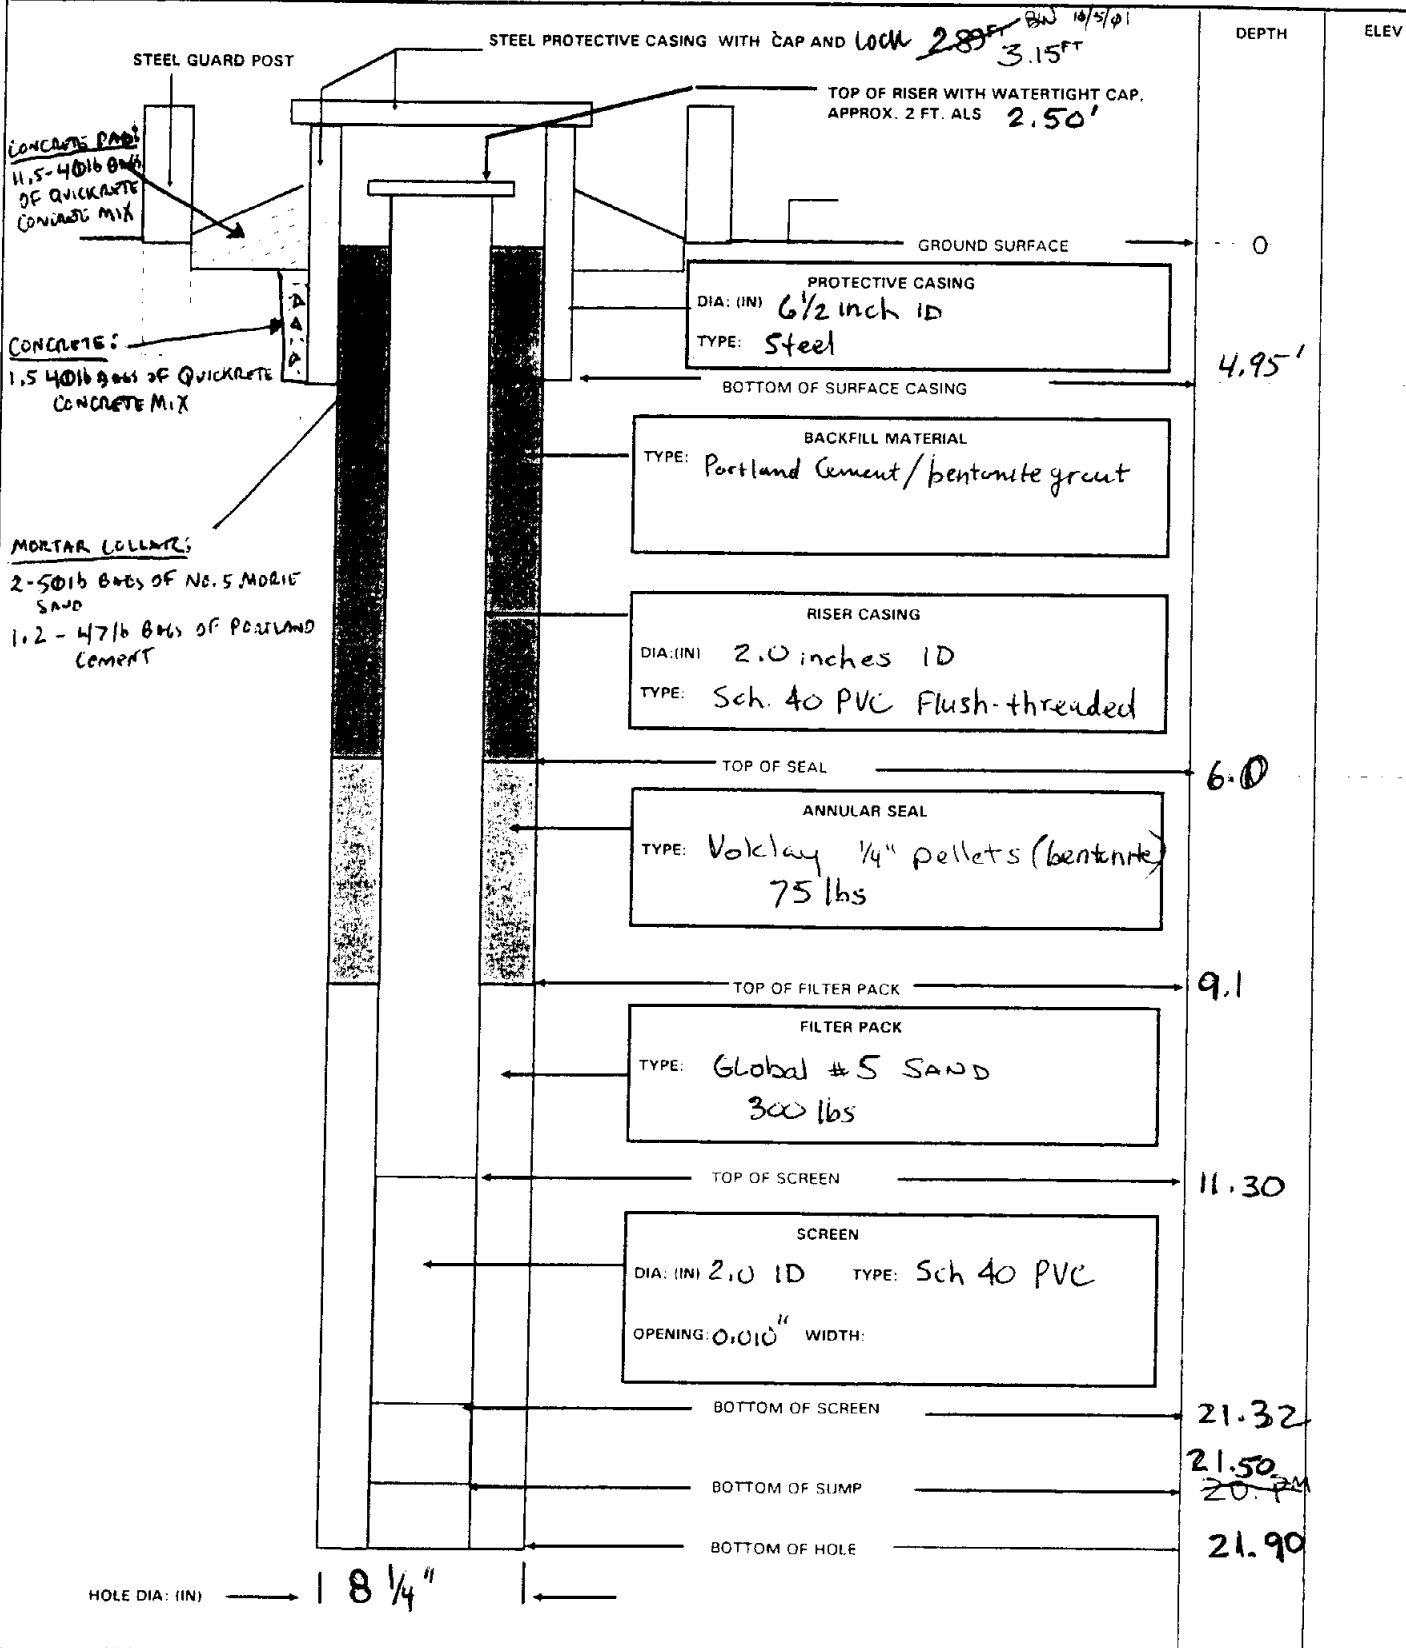 DEPTH
ELEV
STEEL PROTECTIVE CASING WITH CAP AND LOCK 2.89FT BW 10/5/01
3.15FT
STEEL GUARD POST
TOP OF RISER WITH WATERTIGHT CAP.
APPROX. 2 FT. ALS 2.50'
CONCRETE PAD:
11.5-40lb BAGS
OF QUICKRETE
CONCRETE MIX
GROUND SURFACE
0
PROTECTIVE CASING
DIA: (IN) 6 1/2 inch ID
TYPE: Steel
CONCRETE:
1.5 40lb BAGS OF QUICKRETE
CONCRETE MIX
BOTTOM OF SURFACE CASING
4.95'
BACKFILL MATERIAL
TYPE: Portland Cement/bentonite grout
MORTAR COLLAR:
2-50lb BAGS OF NO. 5 MORIE
SAND
1.2 - 47lb BAGS OF PORTLAND
CEMENT
RISER CASING
DIA:(IN) 2.0 inches ID
TYPE: Sch. 40 PVC Flush-threaded
TOP OF SEAL
6.0
ANNULAR SEAL
TYPE: Volclay 1/4" pellets (bentonite)
75 lbs
TOP OF FILTER PACK
9.1
FILTER PACK
TYPE: GLobal #5 SAND
300 lbs
TOP OF SCREEN
11.30
SCREEN
DIA: (IN) 2.0 ID TYPE: Sch 40 PVC
OPENING: 0.010" WIDTH:
BOTTOM OF SCREEN
21.32
21.50
BOTTOM OF SUMP
BOTTOM OF HOLE
21.90
HOLE DIA: (IN) 8 1/4"